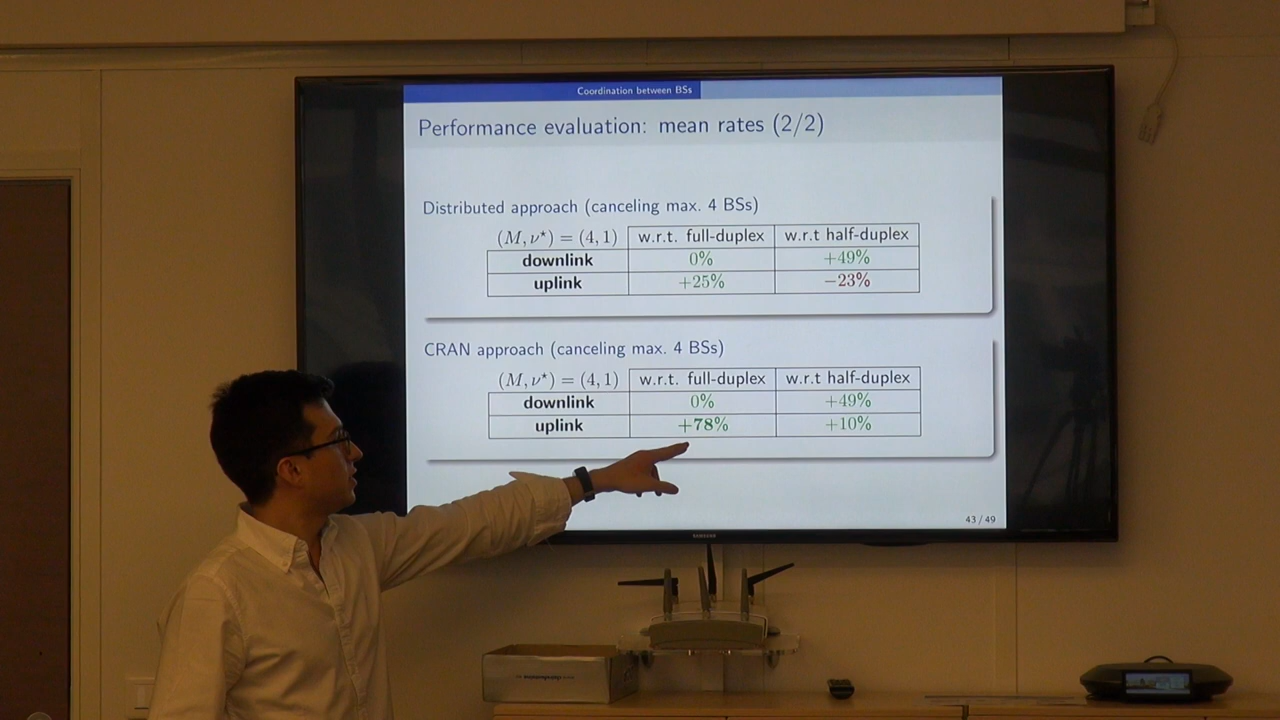 Coordination between BSs
Performance evaluation: mean rates (2/2)
Distributed approach (canceling max. 4 BSs)
(M, ν⋆) = (4, 1) w.r.t. full-duplex w.r.t half-duplex
downlink 0% +49%
uplink +25% −23%
CRAN approach (canceling max. 4 BSs)
(M, ν⋆) = (4, 1) w.r.t. full-duplex w.r.t half-duplex
downlink 0% +49%
uplink +78% +10%
43 / 49
SAMSUNG